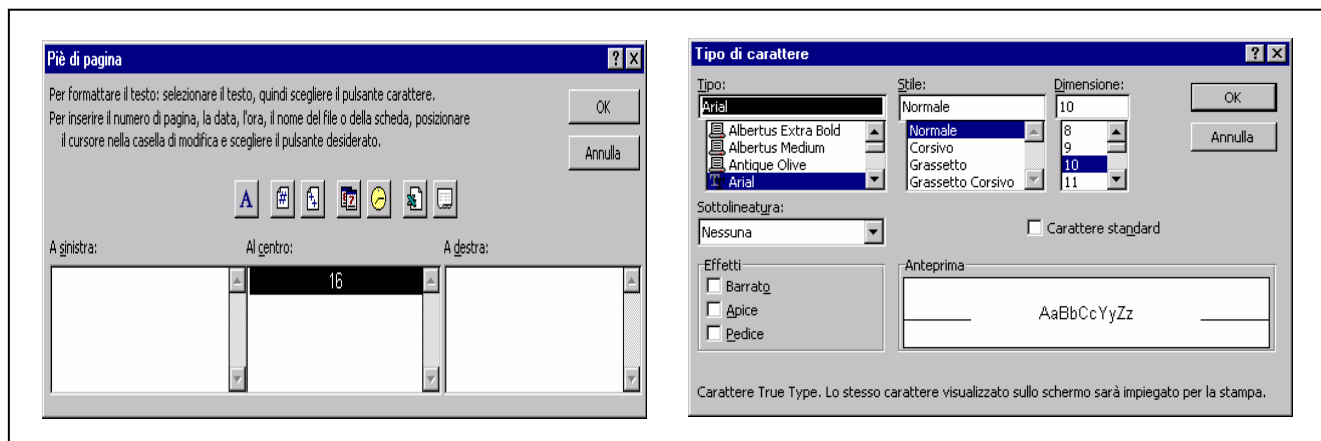 Piè di pagina
Per formattare il testo: selezionare il testo, quindi scegliere il pulsante carattere.
Per inserire il numero di pagina, la data, l'ora, il nome del file o della scheda, posizionare
il cursore nella casella di modifica e scegliere il pulsante desiderato.
OK
Annulla
A sinistra:
Al centro:
A destra:
16
Tipo di carattere
Tipo:
Stile:
Dimensione:
Arial
Normale
10
OK
Annulla
Albertus Extra Bold
Albertus Medium
Antique Olive
Arial
Normale
Corsivo
Grassetto
Grassetto Corsivo
8
9
10
11
Sottolineatura:
Nessuna
Carattere standard
Effetti
Barrato
Apice
Pedice
Anteprima
AaBbCcYyZz
Carattere True Type. Lo stesso carattere visualizzato sullo schermo sarà impiegato per la stampa.